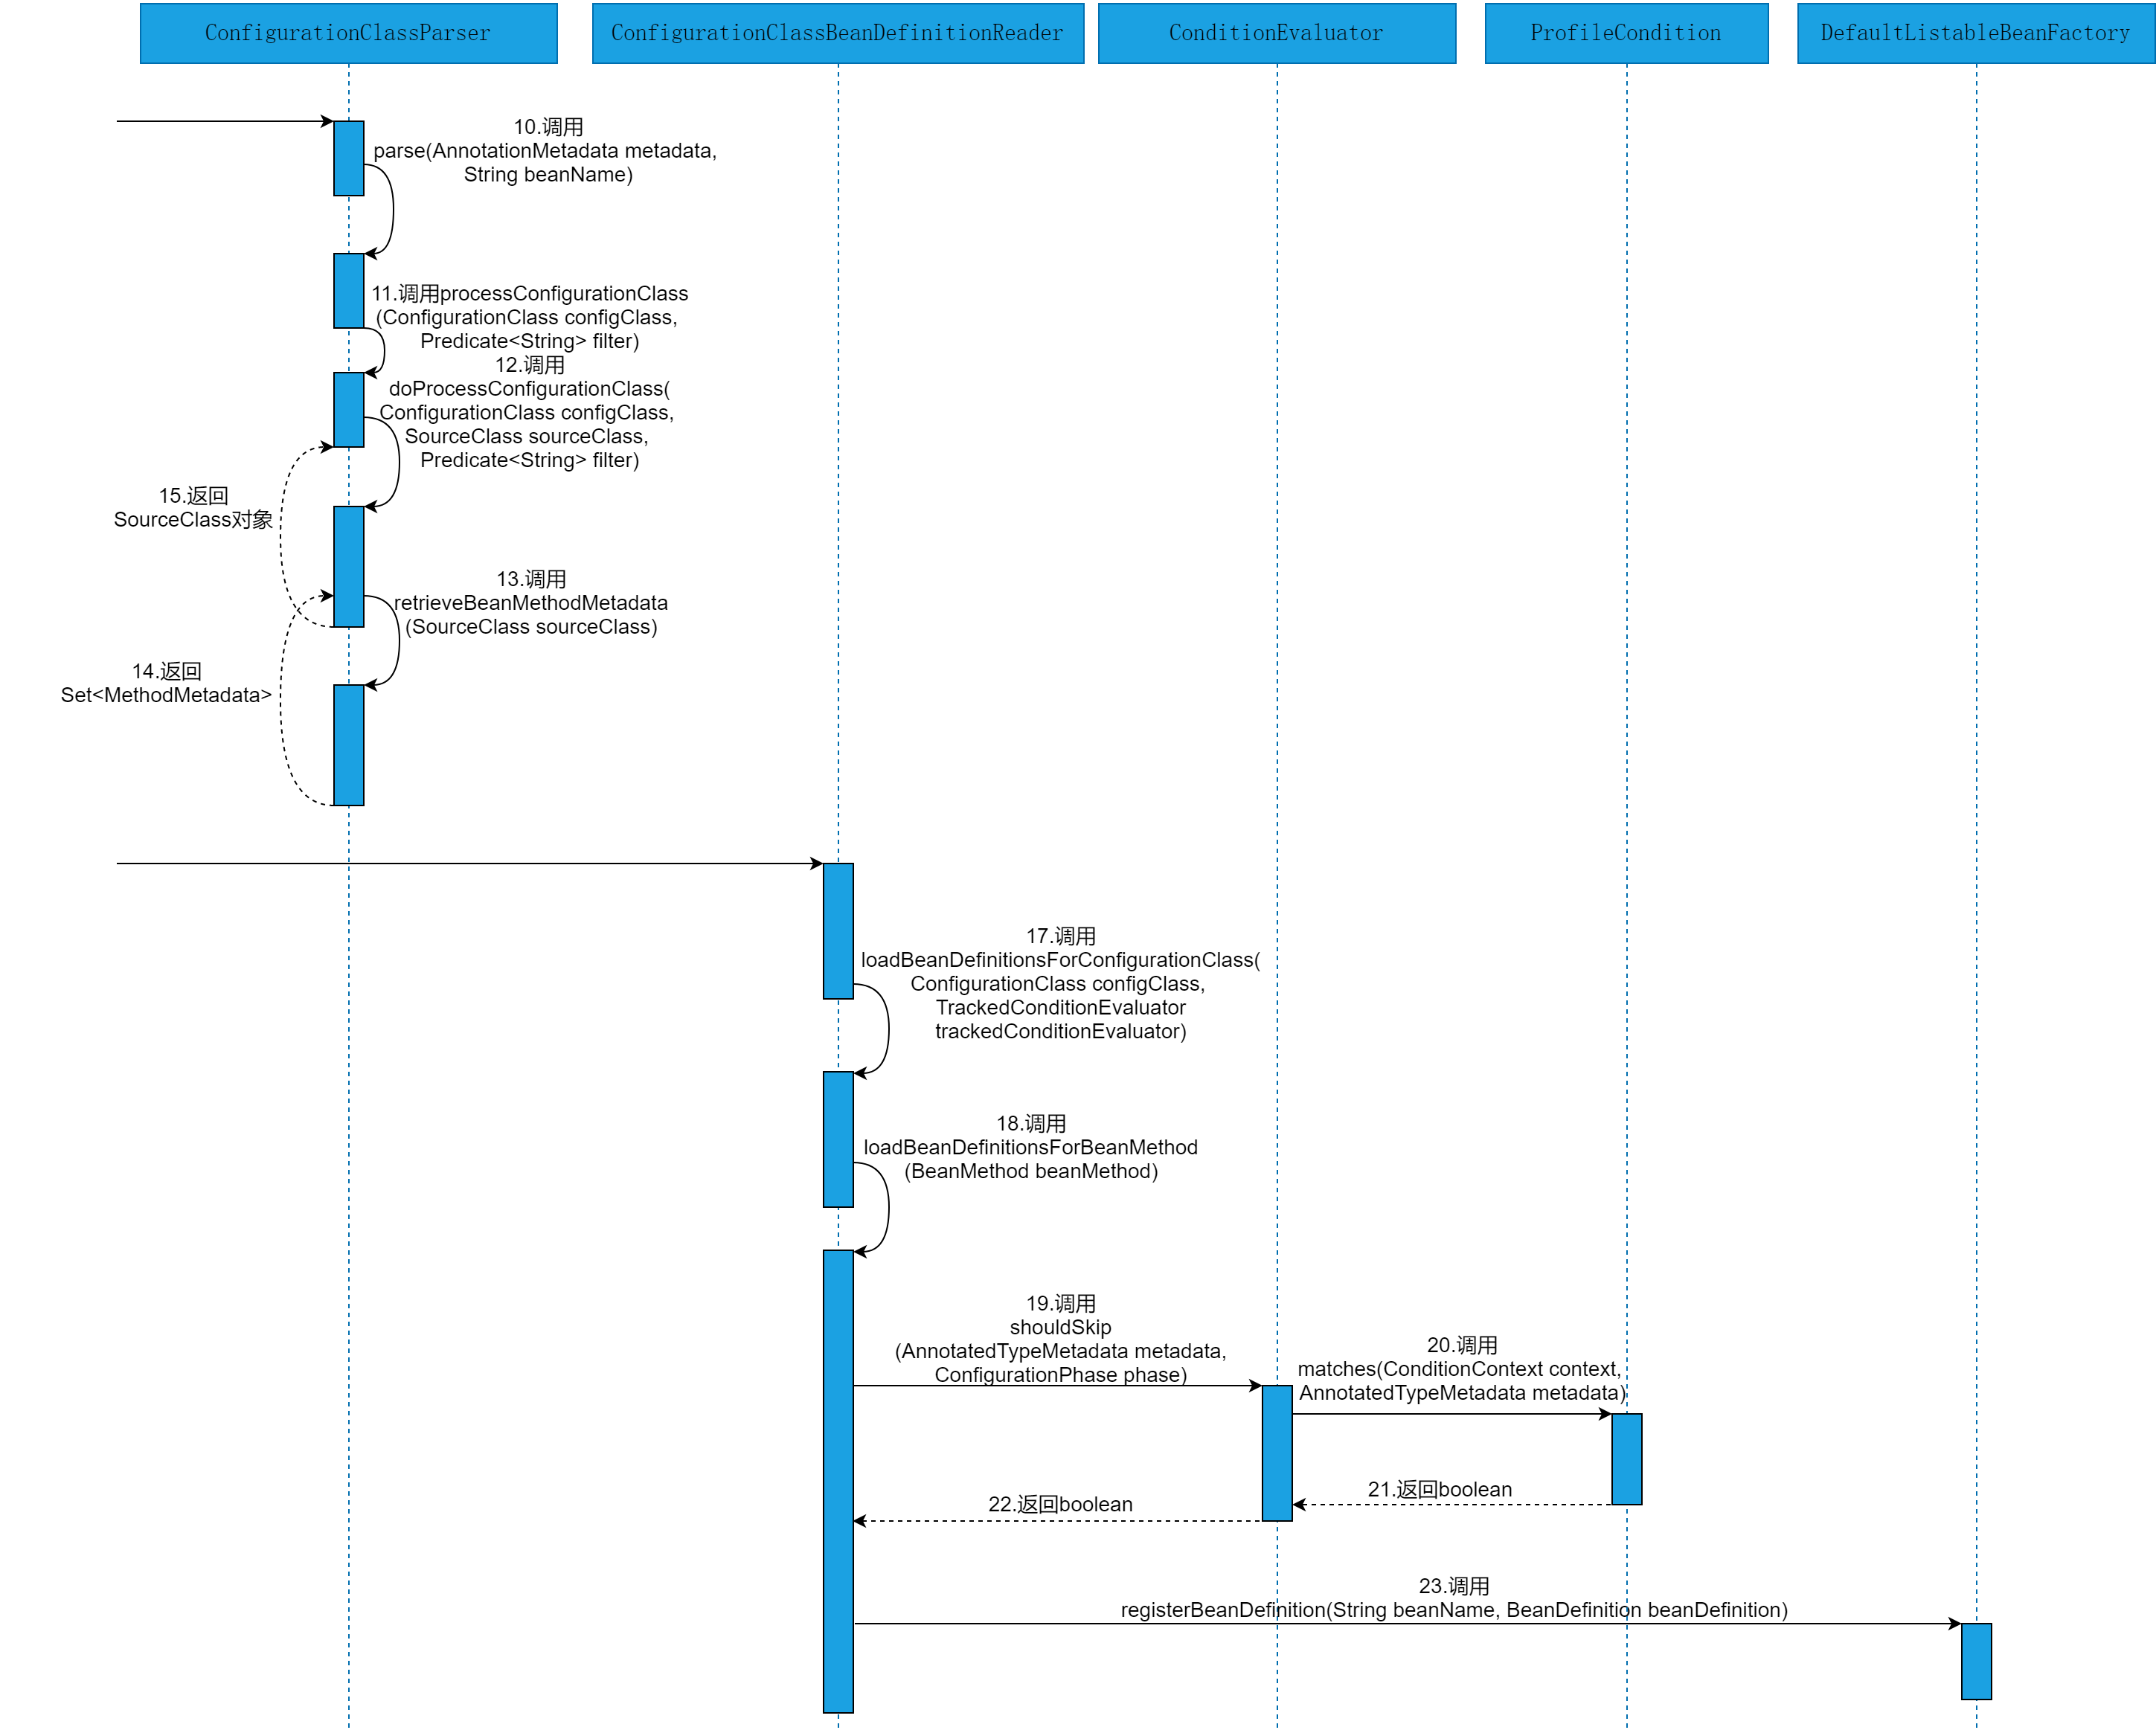 ConfigurationClassParser
ConfigurationClassBeanDefinitionReader
ConditionEvaluator
ProfileCondition
DefaultListableBeanFactory
10.调用
parse(AnnotationMetadata metadata,
String beanName)
11.调用processConfigurationClass
(ConfigurationClass configClass,
Predicate<String> filter)
12.调用
doProcessConfigurationClass(
ConfigurationClass configClass,
SourceClass sourceClass,
Predicate<String> filter)
15.返回
SourceClass对象
13.调用
retrieveBeanMethodMetadata
(SourceClass sourceClass)
14.返回
Set<MethodMetadata>
17.调用
loadBeanDefinitionsForConfigurationClass(
ConfigurationClass configClass,
TrackedConditionEvaluator
trackedConditionEvaluator)
18.调用
loadBeanDefinitionsForBeanMethod
(BeanMethod beanMethod)
19.调用
shouldSkip
(AnnotatedTypeMetadata metadata,
ConfigurationPhase phase)
20.调用
matches(ConditionContext context,
AnnotatedTypeMetadata metadata)
21.返回boolean
22.返回boolean
23.调用
registerBeanDefinition(String beanName, BeanDefinition beanDefinition)